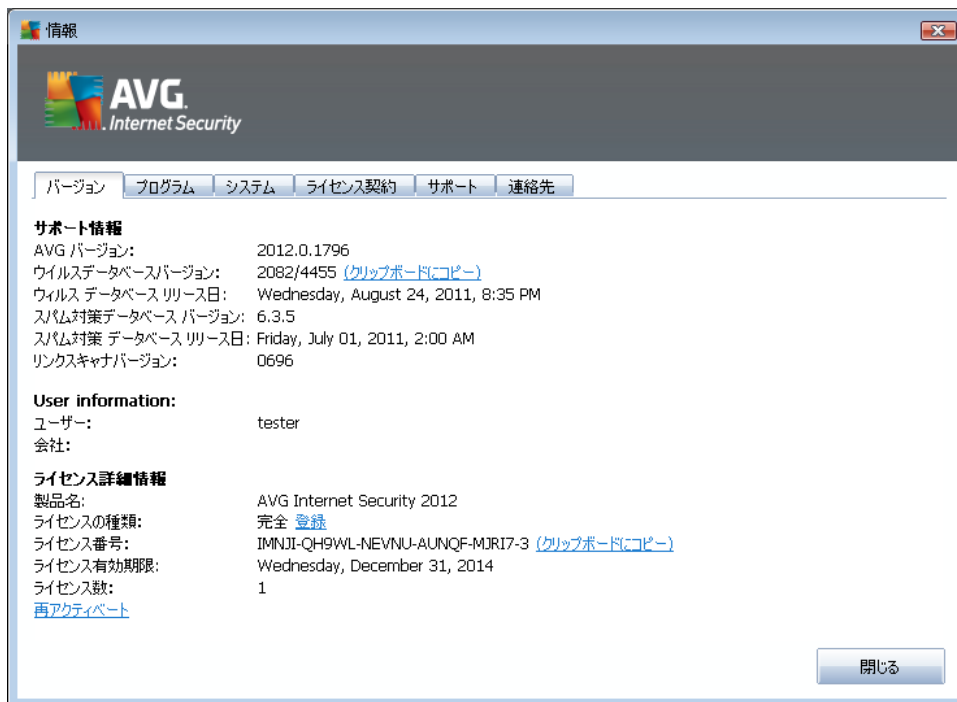 情報
AVG.
Internet Security
バージョン プログラム システム ライセンス契約 サポート 連絡先
サポート情報
AVG バージョン: 2012.0.1796
ウイルスデータベースバージョン: 2082/4455 (クリップボードにコピー)
ウィルス データベース リリース日: Wednesday, August 24, 2011, 8:35 PM
スパム対策データベース バージョン: 6.3.5
スパム対策 データベース リリース日: Friday, July 01, 2011, 2:00 AM
リンクスキャナバージョン: 0696
User information:
ユーザー: tester
会社:
ライセンス詳細情報
製品名: AVG Internet Security 2012
ライセンスの種類: 完全 登録
ライセンス番号: IMNJI-QH9WL-NEVNU-AUNQF-MJRI7-3 (クリップボードにコピー)
ライセンス有効期限: Wednesday, December 31, 2014
ライセンス数: 1
再アクティベート
閉じる